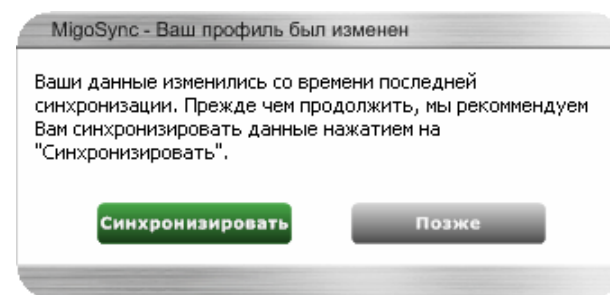 MigoSync - Ваш профиль был изменен
Ваши данные изменились со времени последней
синхронизации. Прежде чем продолжить, мы рекоммендуем
Вам синхронизировать данные нажатием на
"Синхронизировать".
Синхронизировать Позже